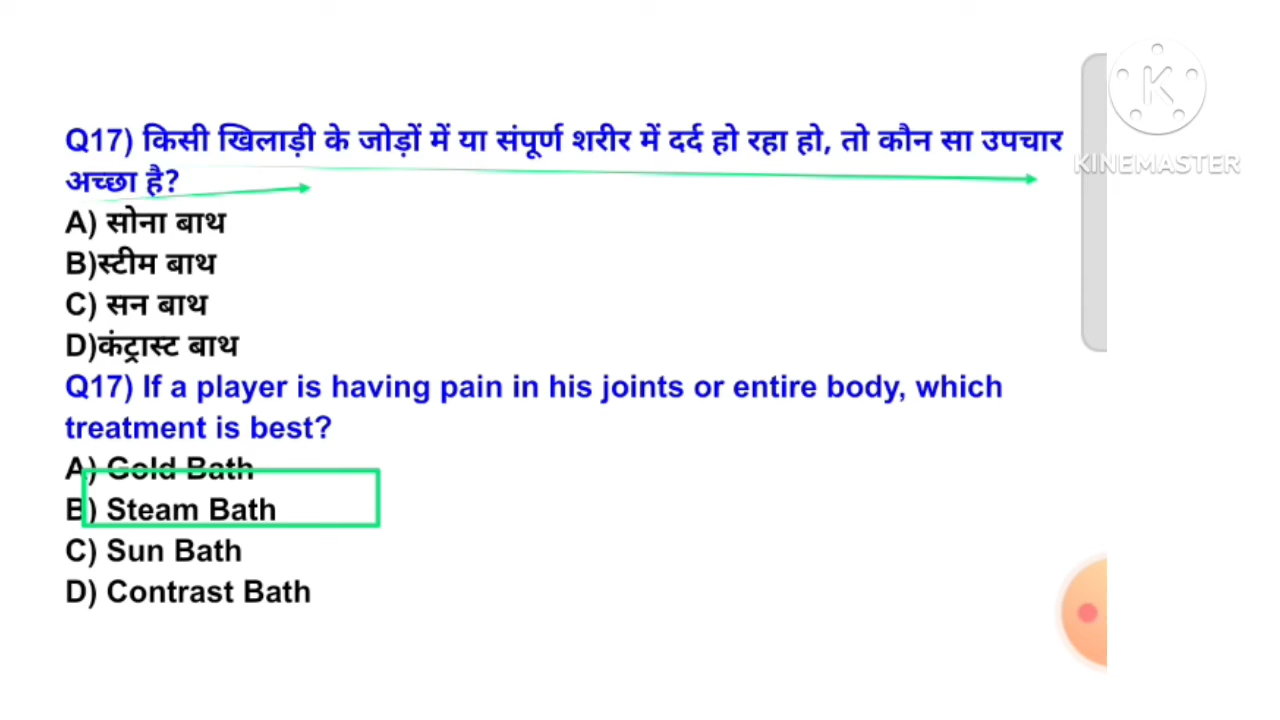 Q17) किसी खिलाड़ी के जोड़ों में या संपूर्ण शरीर में दर्द हो रहा हो, तो कौन सा उपचार
अच्छा है?
A) सोना बाथ
B)स्टीम बाथ
C) सन बाथ
D)कंट्रास्ट बाथ
Q17) If a player is having pain in his joints or entire body, which
treatment is best?
A) Gold Bath
B) Steam Bath
C) Sun Bath
D) Contrast Bath
K
KINEMASTER